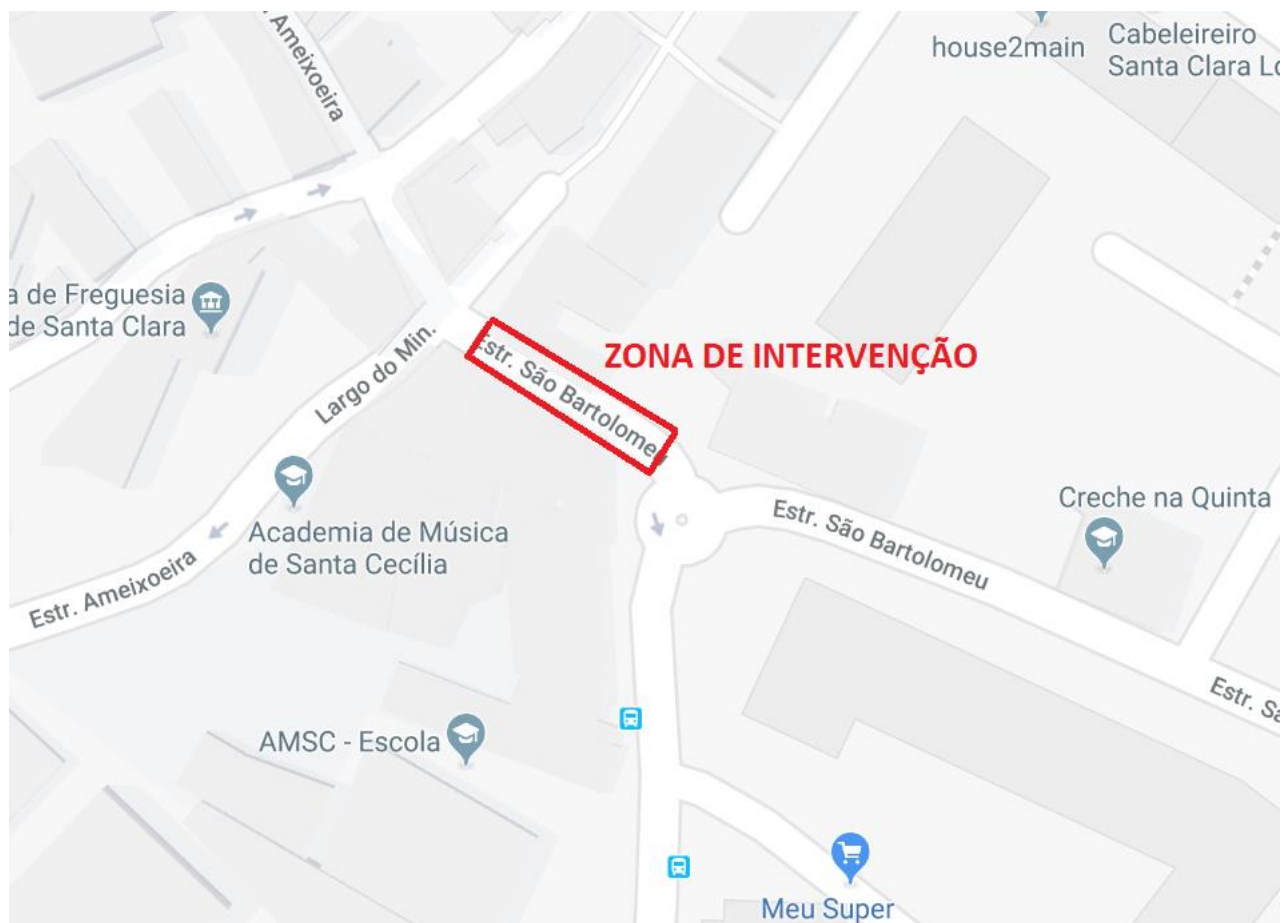 Ameixoeira
house2main
Cabeleireiro
Santa Clara Lo
a de Freguesia
de Santa Clara
Largo do Min.
Estr. São Bartolomeu
ZONA DE INTERVENÇÃO
Academia de Música
de Santa Cecília
Estr. Ameixoeira
Estr. São Bartolomeu
Creche na Quinta
Estr. Sã
AMSC - Escola
Meu Super